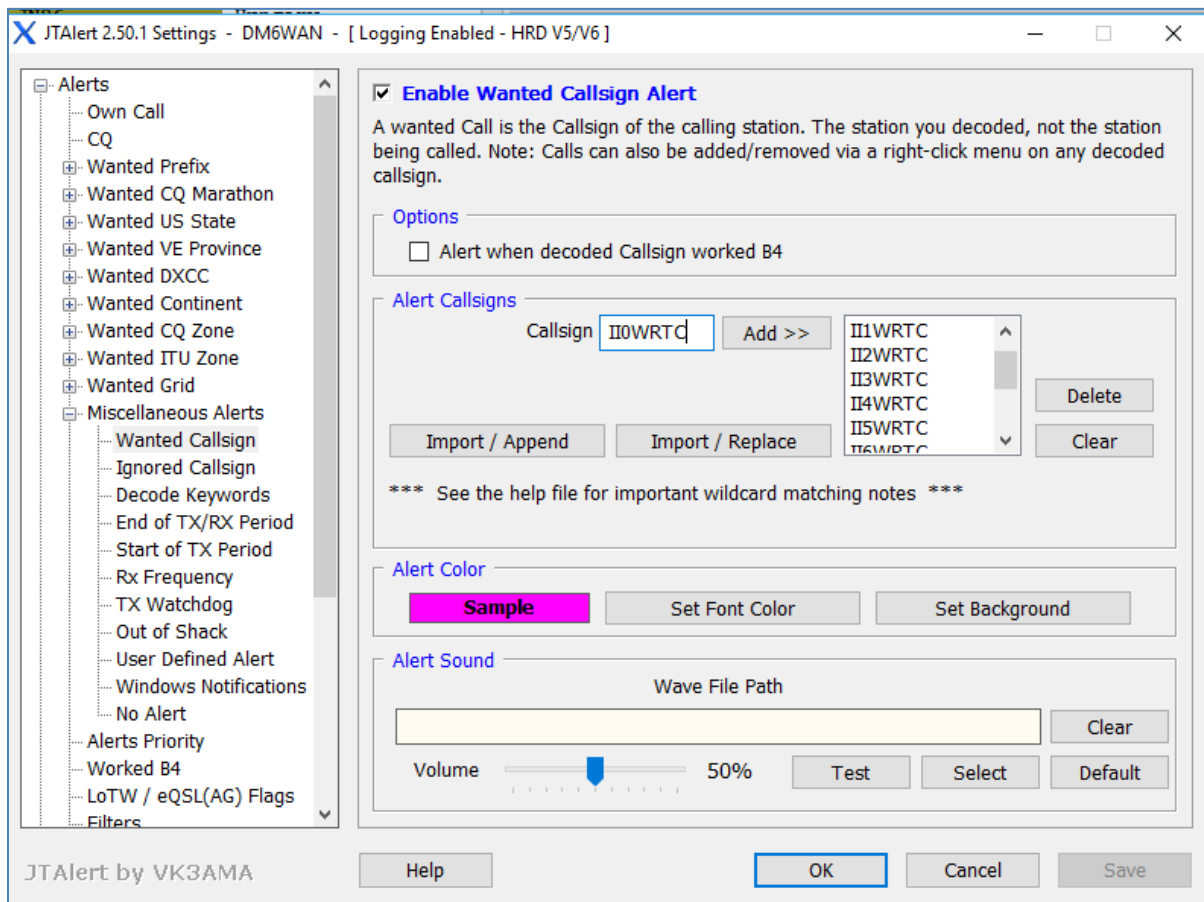 JTAlert 2.50.1 Settings - DM6WAN - [ Logging Enabled - HRD V5/V6 ]
Alerts
Own Call
CQ
Wanted Prefix
Wanted CQ Marathon
Wanted US State
Wanted VE Province
Wanted DXCC
Wanted Continent
Wanted CQ Zone
Wanted ITU Zone
Wanted Grid
Miscellaneous Alerts
Wanted Callsign
Ignored Callsign
Decode Keywords
End of TX/RX Period
Start of TX Period
Rx Frequency
TX Watchdog
Out of Shack
User Defined Alert
Windows Notifications
No Alert
Alerts Priority
Worked B4
LoTW / eQSL(AG) Flags
Filters
Enable Wanted Callsign Alert
A wanted Call is the Callsign of the calling station. The station you decoded, not the station
being called. Note: Calls can also be added/removed via a right-click menu on any decoded
callsign.
Options
Alert when decoded Callsign worked B4
Alert Callsigns
Callsign II0WRTC Add >>
II1WRTC
II2WRTC
II3WRTC
II4WRTC
II5WRTC
II6WRTC
Delete
Import / Append Import / Replace Clear
*** See the help file for important wildcard matching notes ***
Alert Color
Sample Set Font Color Set Background
Alert Sound
Wave File Path
Clear
Volume 50% Test Select Default
JTAlert by VK3AMA Help OK Cancel Save